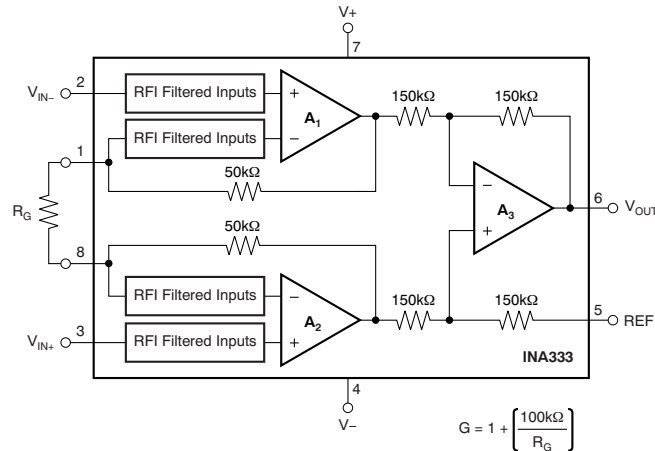 V+
7
2
V_IN−
RFI Filtered Inputs
+
A₁
150kΩ
150kΩ
RFI Filtered Inputs
−
1
50kΩ
R_G
−
A₃
+
6
V_OUT
50kΩ
8
RFI Filtered Inputs
−
A₂
150kΩ
150kΩ
5
REF
3
V_IN+
RFI Filtered Inputs
+
INA333
4
V−
G = 1 + [100kΩ / R_G]